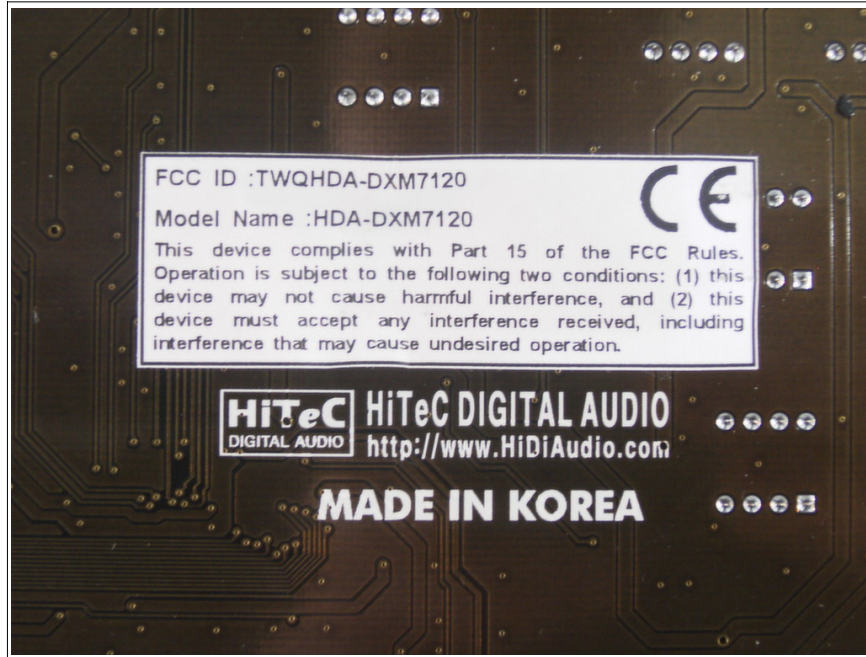 FCC ID :TWQHDA-DXM7120
Model Name :HDA-DXM7120
This device complies with Part 15 of the FCC Rules.
Operation is subject to the following two conditions: (1) this
device may not cause harmful interference, and (2) this
device must accept any interference received, including
interference that may cause undesired operation.
CE
HiTeC
DIGITAL AUDIO
HiTeC DIGITAL AUDIO
http://www.HiDiAudio.com
MADE IN KOREA